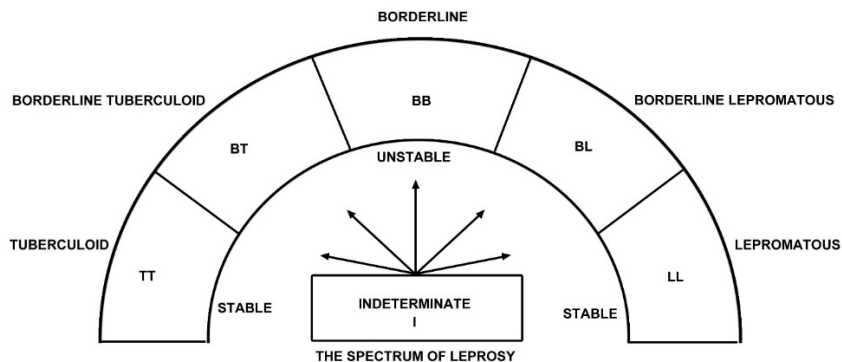 BORDERLINE
BORDERLINE TUBERCULOID
BB
BORDERLINE LEPROMATOUS
BT
UNSTABLE
BL
TUBERCULOID
LEPROMATOUS
TT
LL
STABLE
INDETERMINATE
I
STABLE
THE SPECTRUM OF LEPROSY